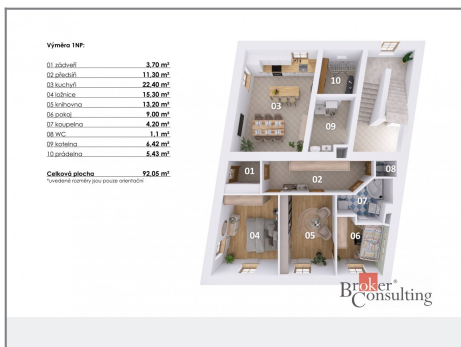 Výměra 1NP:
01 zádveří 3,70 m²
02 předsíň 11,30 m²
03 kuchyň 22,40 m²
04 ložnice 15,30 m²
05 knihovna 13,20 m²
06 pokoj 9,00 m²
07 koupelna 4,20 m²
08 WC 1,1 m²
09 kotelna 6,42 m²
10 prádelna 5,43 m²
Celková plocha 92,05 m²
*uvedené rozměry jsou pouze orientační
10
03
09
01
02
08
07
04
05
06
Broker®
Consulting